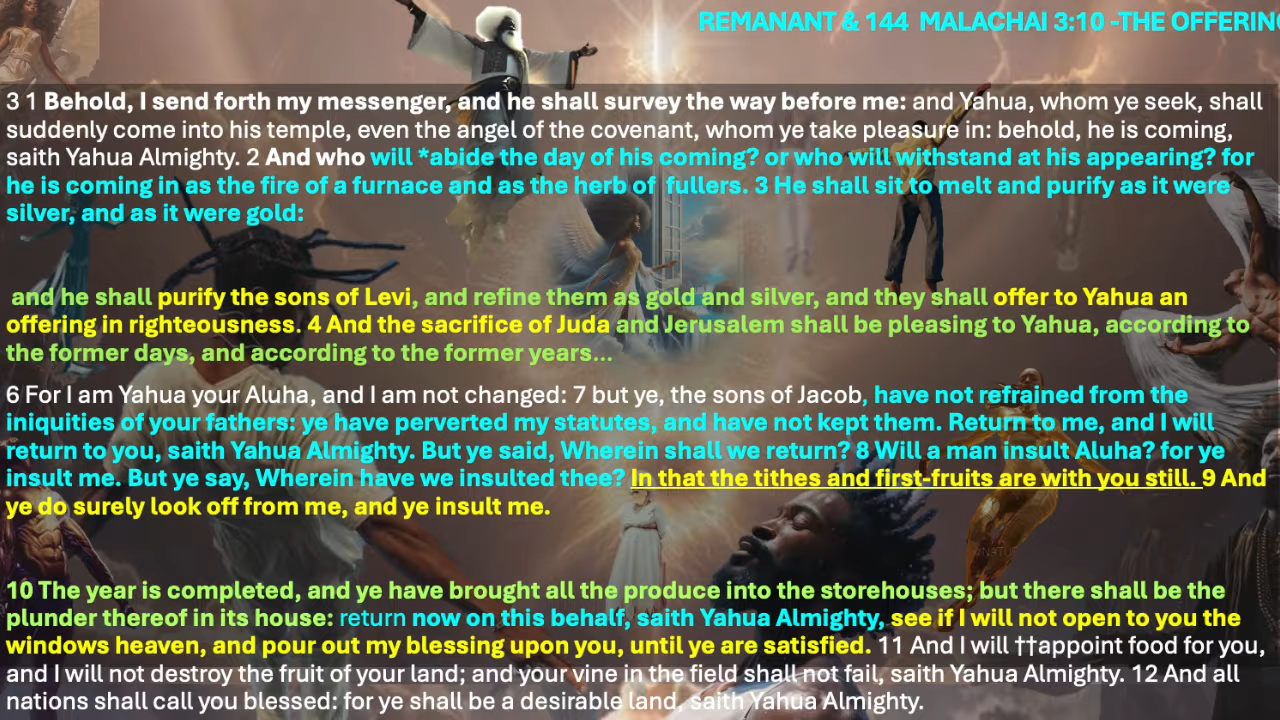 REMANANT & 144 MALACHAI 3:10 -THE OFFERIN
3 1 Behold, I send forth my messenger, and he shall survey the way before me: and Yahua, whom ye seek, shall
suddenly come into his temple, even the angel of the covenant, whom ye take pleasure in: behold, he is coming,
saith Yahua Almighty. 2 And who will *abide the day of his coming? or who will withstand at his appearing? for
he is coming in as the fire of a furnace and as the herb of fullers. 3 He shall sit to melt and purify as it were
silver, and as it were gold:
and he shall purify the sons of Levi, and refine them as gold and silver, and they shall offer to Yahua an
offering in righteousness. 4 And the sacrifice of Juda and Jerusalem shall be pleasing to Yahua, according to
the former days, and according to the former years...
6 For I am Yahua your Aluha, and I am not changed: 7 but ye, the sons of Jacob, have not refrained from the
iniquities of your fathers: ye have perverted my statutes, and have not kept them. Return to me, and I will
return to you, saith Yahua Almighty. But ye said, Wherein shall we return? 8 Will a man insult Aluha? for ye
insult me. But ye say, Wherein have we insulted thee? In that the tithes and first-fruits are with you still. 9 And
ye do surely look off from me, and ye insult me.
10 The year is completed, and ye have brought all the produce into the storehouses; but there shall be the
plunder thereof in its house: return now on this behalf, saith Yahua Almighty, see if I will not open to you the
windows heaven, and pour out my blessing upon you, until ye are satisfied. 11 And I will ††appoint food for you,
and I will not destroy the fruit of your land; and your vine in the field shall not fail, saith Yahua Almighty. 12 And all
nations shall call you blessed: for ye shall be a desirable land, saith Yahua Almighty.